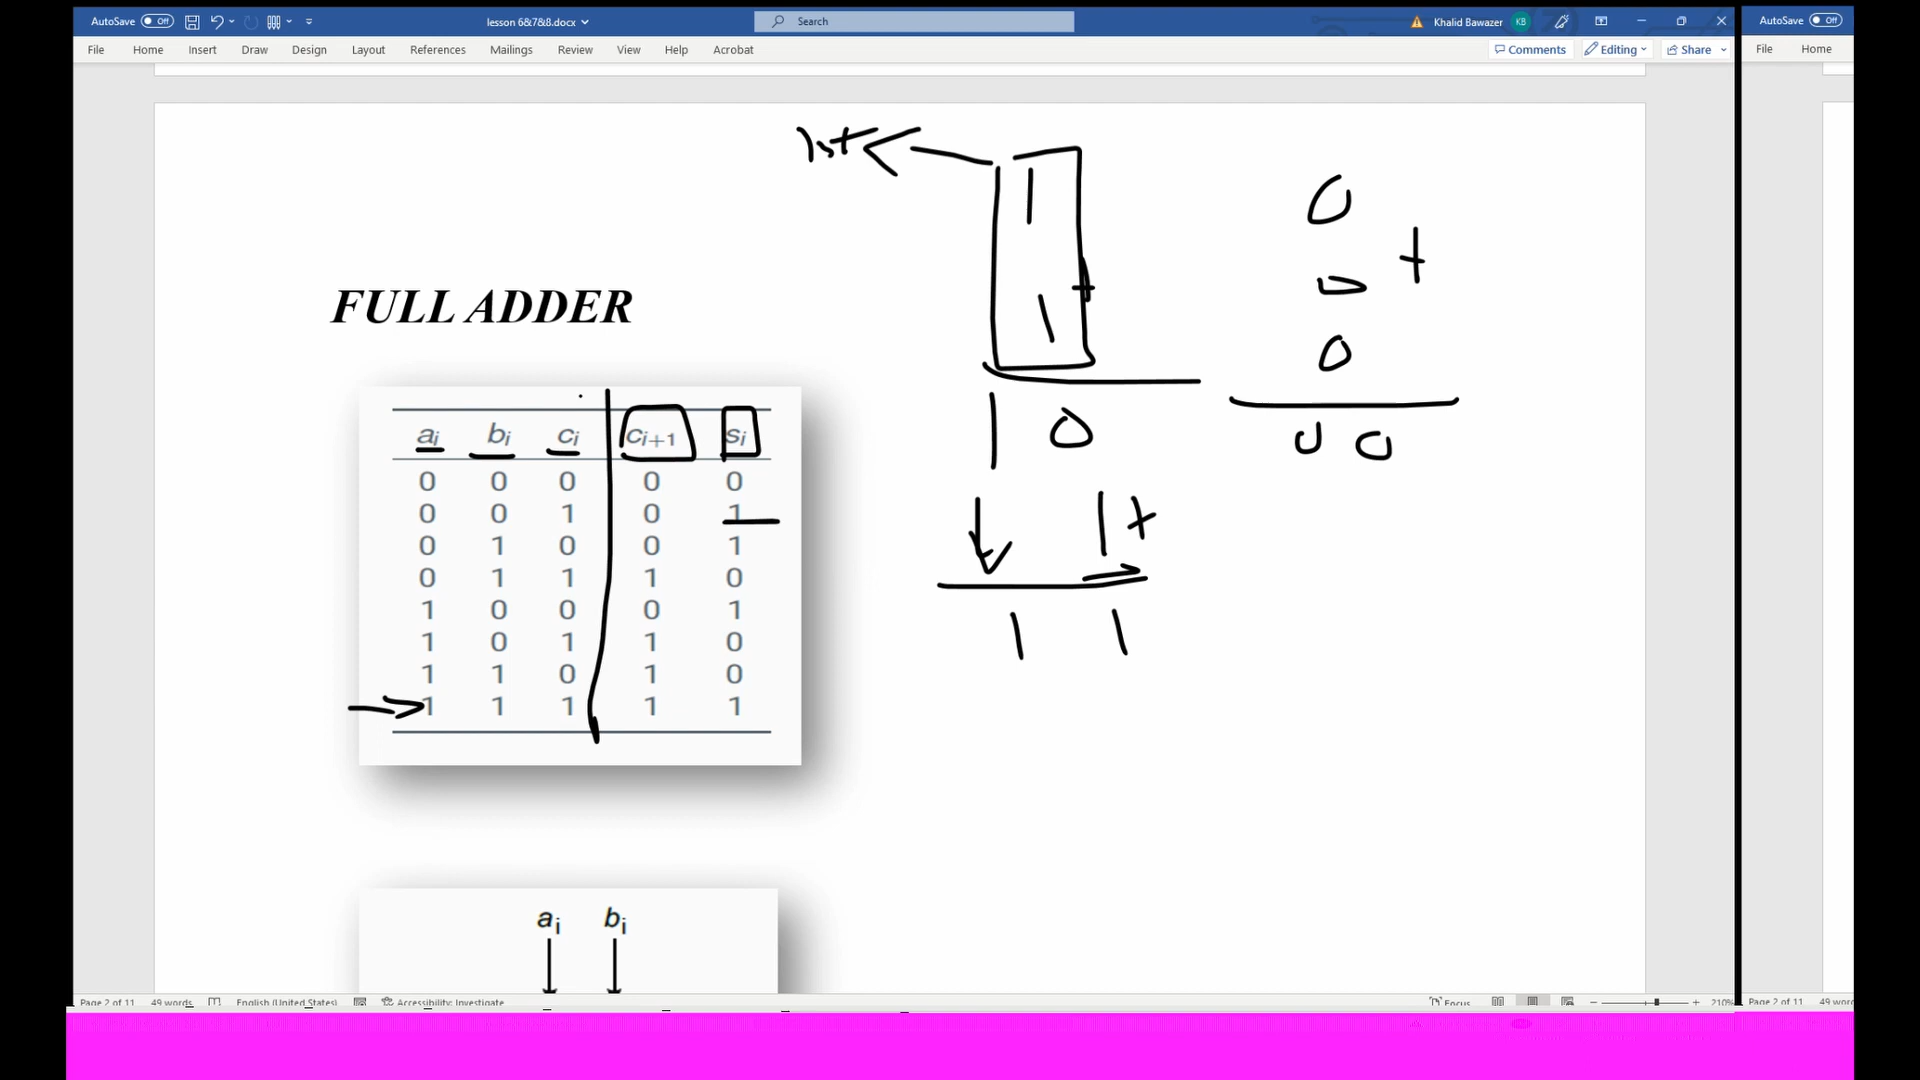 AutoSave Off lesson 6&7&8.docx Search Khalid Bawazer KB AutoSave Off
File Home Insert Draw Design Layout References Mailings Review View Help Acrobat Comments Editing Share File Home
1st
1
1 +
1 0
1 +
1 1
0
0 +
0
0 0
FULL ADDER
ai bi ci ci+1 si
0 0 0 0 0
0 0 1 0 1
0 1 0 0 1
0 1 1 1 0
1 0 0 0 1
1 0 1 1 0
1 1 0 1 0
1 1 1 1 1
ai bi
Page 2 of 11 49 words English (United States) Accessibility: Investigate Focus 210% Page 2 of 11